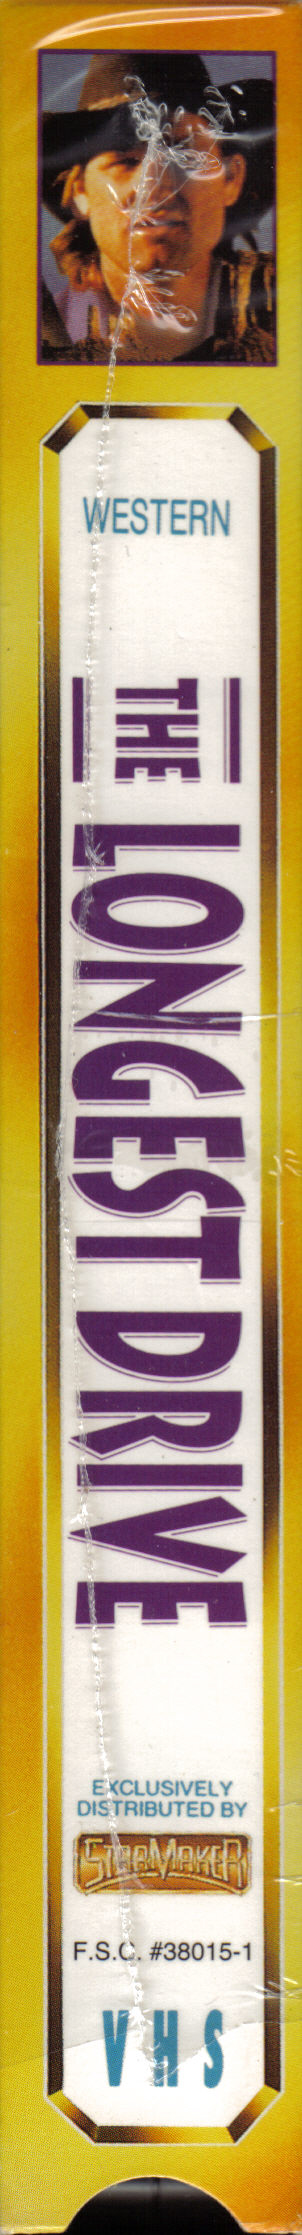 WESTERN
THE LONGEST DRIVE
EXCLUSIVELY
DISTRIBUTED BY
STARMAKER
F.S.C. #38015-1
VHS